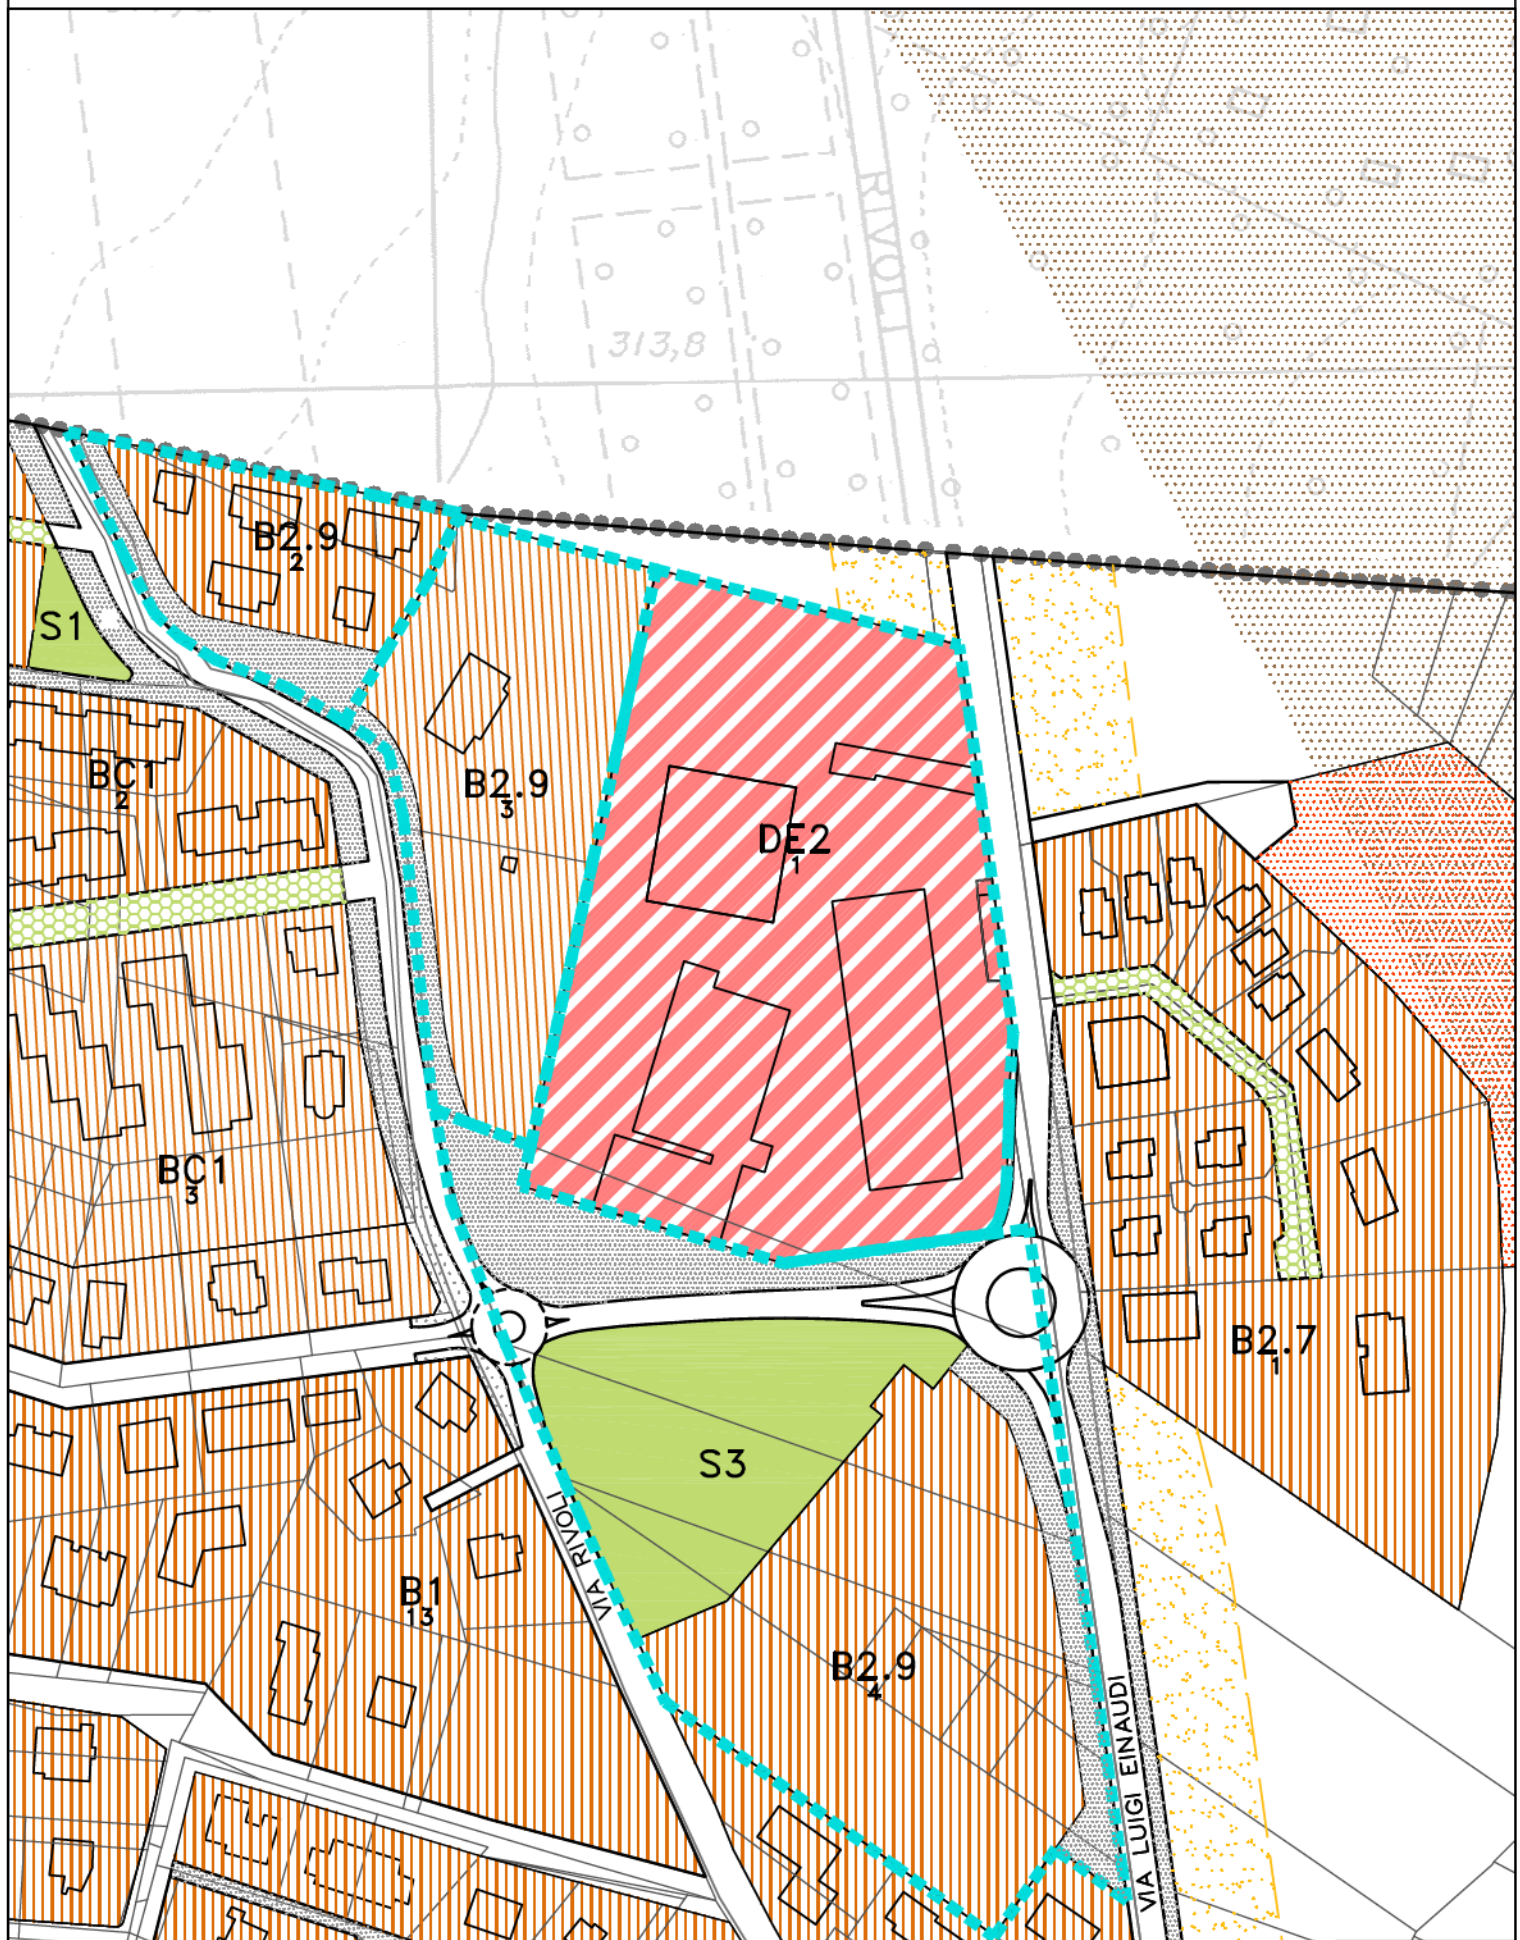 RIVOLI
313,8
B2.9
2
S1
B2.9
3
BC1
2
DE2
1
BC1
3
B2.7
1
S3
VIA RIVOLI
B1
13
B2.9
4
VIA LUIGI EINAUDI